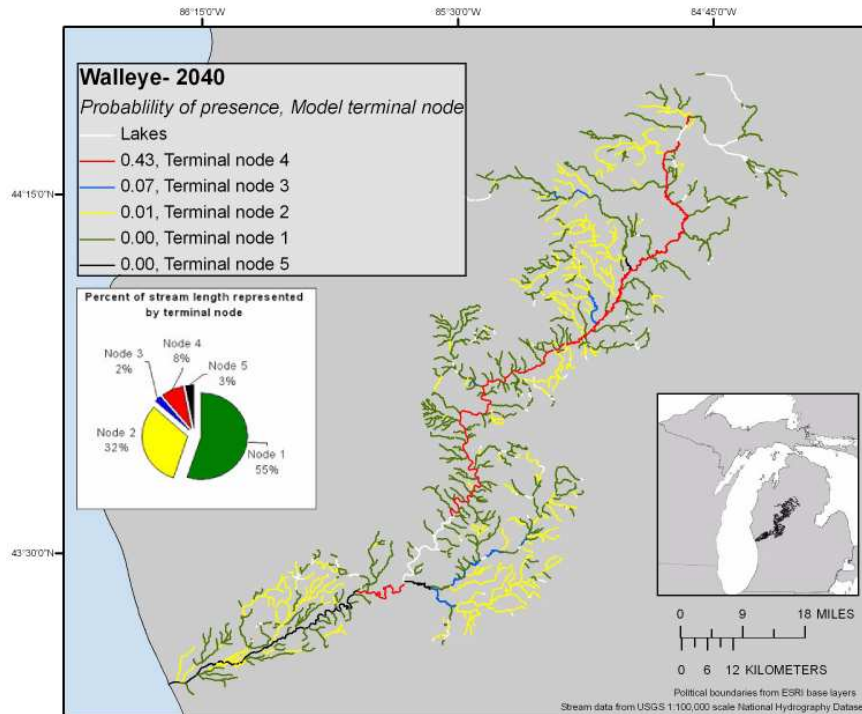 86°15'0"W
85°30'0"W
84°45'0"W
Walleye- 2040
Probablility of presence, Model terminal node
Lakes
0.43, Terminal node 4
0.07, Terminal node 3
0.01, Terminal node 2
0.00, Terminal node 1
0.00, Terminal node 5
44°15'0"N
Percent of stream length represented
by terminal node
Node 3
2%
Node 4
8%
Node 5
3%
Node 2
32%
Node 1
55%
43°30'0"N
0 9 18 MILES
0 6 12 KILOMETERS
Political boundaries from ESRI base layers
Stream data from USGS 1:100,000 scale National Hydrography Datase